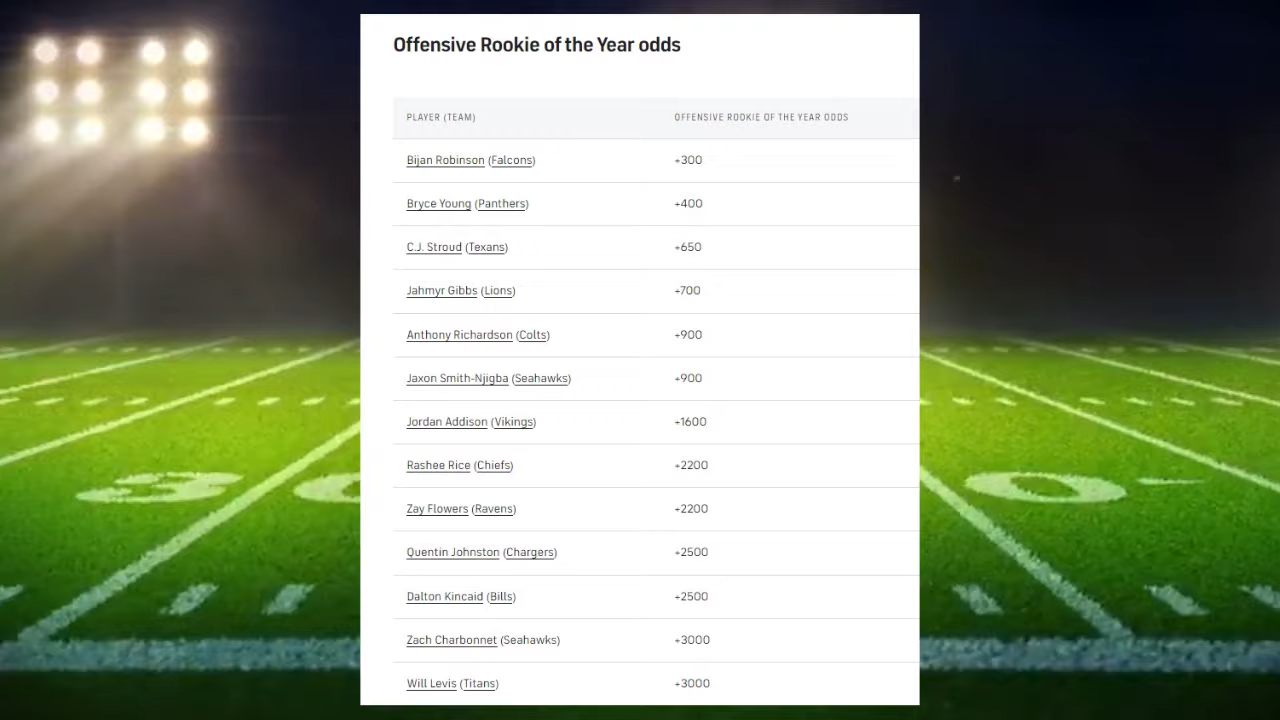 Offensive Rookie of the Year odds
PLAYER (TEAM) OFFENSIVE ROOKIE OF THE YEAR ODDS
Bijan Robinson (Falcons) +300
Bryce Young (Panthers) +400
C.J. Stroud (Texans) +650
Jahmyr Gibbs (Lions) +700
Anthony Richardson (Colts) +900
Jaxon Smith-Njigba (Seahawks) +900
Jordan Addison (Vikings) +1600
Rashee Rice (Chiefs) +2200
Zay Flowers (Ravens) +2200
Quentin Johnston (Chargers) +2500
Dalton Kincaid (Bills) +2500
Zach Charbonnet (Seahawks) +3000
Will Levis (Titans) +3000
3 0
0